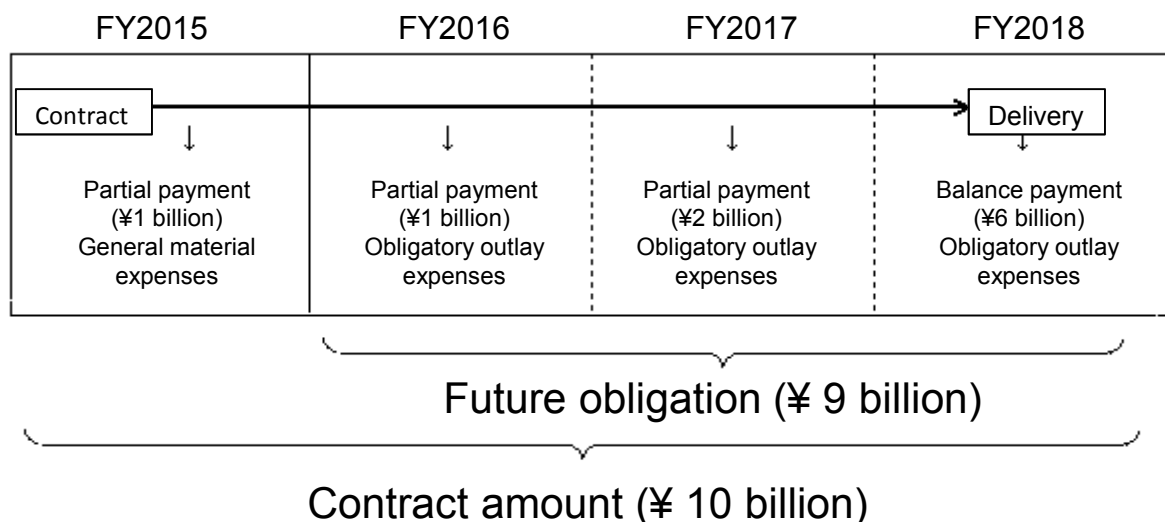 FY2015 FY2016 FY2017 FY2018
Contract
Delivery
↓ ↓ ↓ ↓
Partial payment
(¥1 billion)
General material
expenses
Partial payment
(¥1 billion)
Obligatory outlay
expenses
Partial payment
(¥2 billion)
Obligatory outlay
expenses
Balance payment
(¥6 billion)
Obligatory outlay
expenses
Future obligation (¥ 9 billion)
Contract amount (¥ 10 billion)